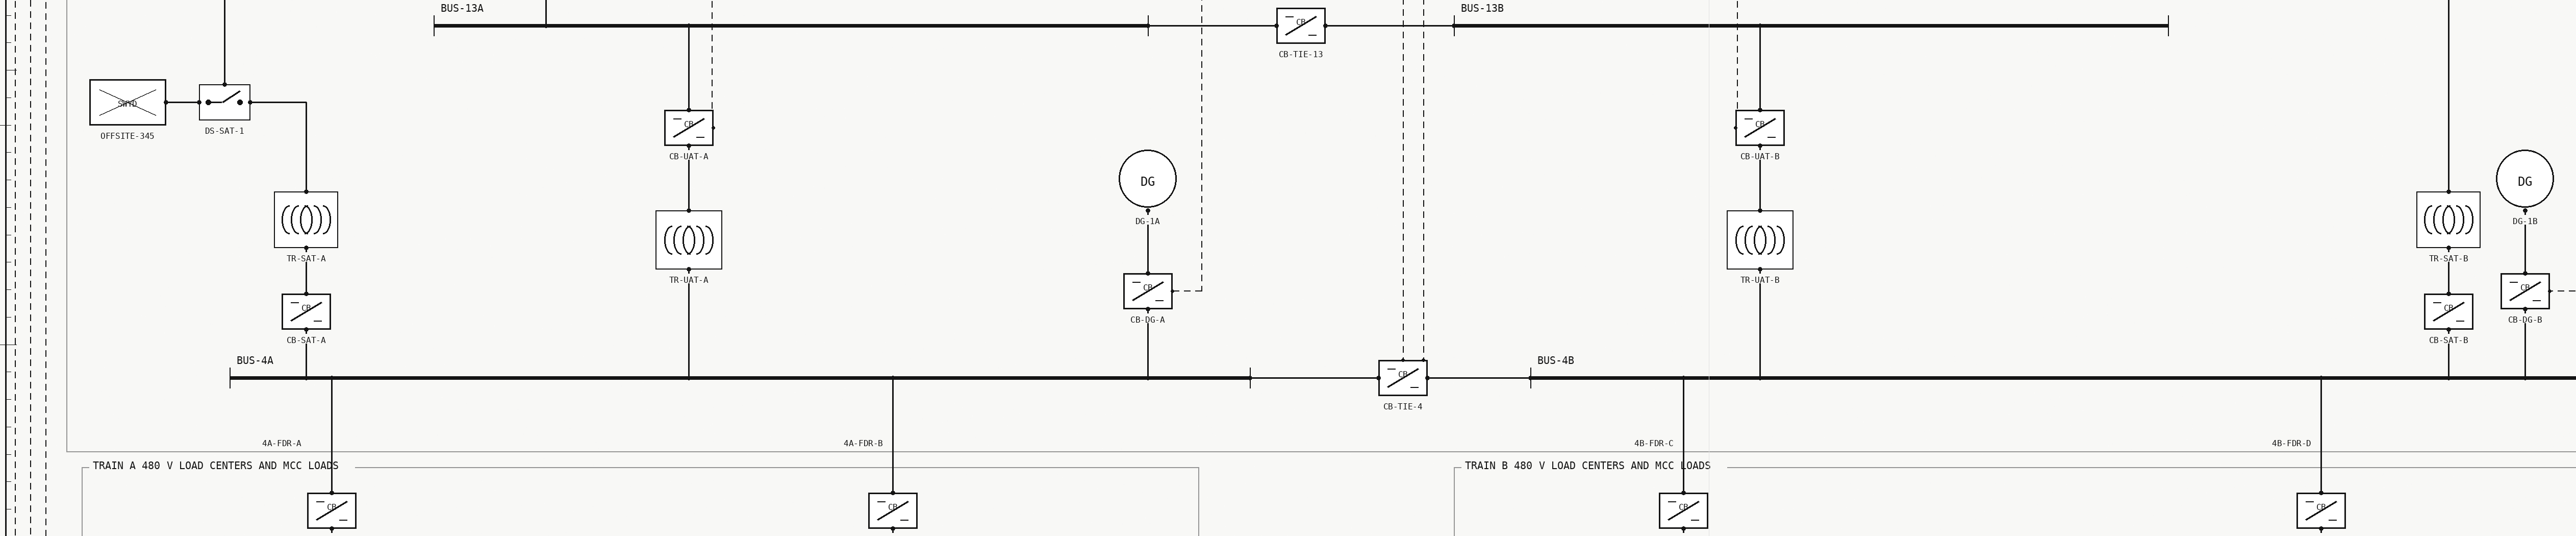 BUS-13A
BUS-13B
CB
CB-TIE-13
SWYD
OFFSITE-345
DS-SAT-1
CB
CB-UAT-A
CB
CB-UAT-B
DG
DG-1A
DG
DG-1B
TR-SAT-A
TR-UAT-A
TR-UAT-B
TR-SAT-B
CB
CB-SAT-A
CB
CB-DG-A
CB
CB-SAT-B
CB
CB-DG-B
BUS-4A
BUS-4B
CB
CB-TIE-4
4A-FDR-A
4A-FDR-B
4B-FDR-C
4B-FDR-D
TRAIN A 480 V LOAD CENTERS AND MCC LOADS
TRAIN B 480 V LOAD CENTERS AND MCC LOADS
CB
CB
CB
CB